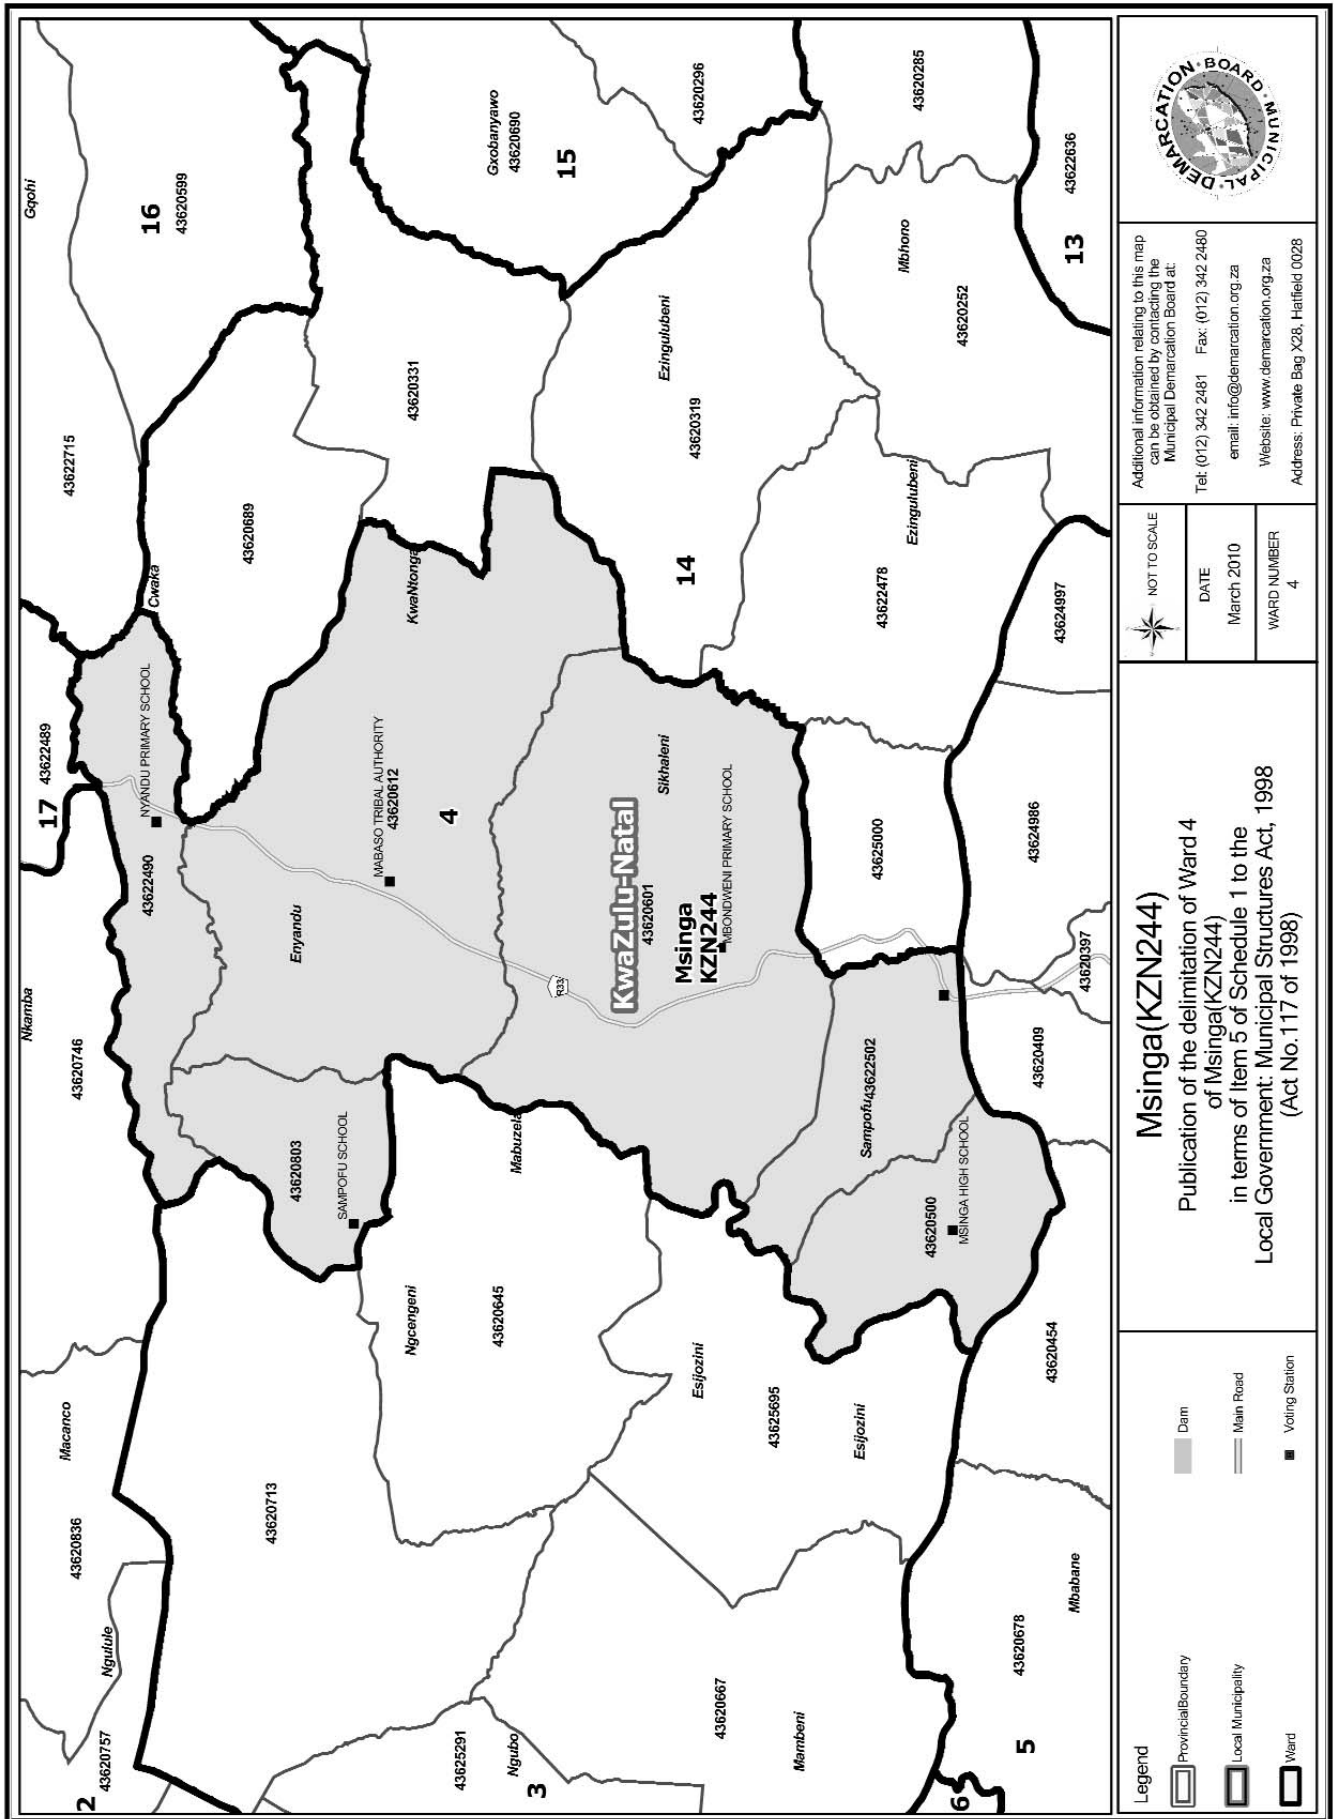 Nkamba
Gqohi
17
43622489
Macanco
43622715
43620836
43620746
2
43620757
Ngulule
43622490
NYANDU PRIMARY SCHOOL
Cwaka
16
43620599
43620689
43620713
43620803
Enyandu
SAMPOFU SCHOOL
MABASO TRIBAL AUTHORITY
43620612
Ngcengeni
KwaNtonga
43620331
4
43625291
43620645
Gxobanyawo
43620690
Ngubo
Mabuzela
3
R33
15
KwaZulu-Natal
43620601
Sikhaleni
Ezingulubeni
Msinga
KZN244
14
43620319
43620296
Esijozini
43620667
MBONDWENI PRIMARY SCHOOL
43625695
Mambeni
Esijozini
Sampofu
43622502
43625000
43622478
Ezingulubeni
Mbhono
43620285
43620500
MSINGA HIGH SCHOOL
43620252
6
5
43620678
43620454
43620409
43624986
43624997
Mbabane
43620397
13
43622636
Legend
ProvincialBoundary
Local Municipality
Ward
Dam
Main Road
Voting Station
Msinga(KZN244)
Publication of the delimitation of Ward 4
of Msinga(KZN244)
in terms of Item 5 of Schedule 1 to the
Local Government: Municipal Structures Act, 1998
(Act No.117 of 1998)
NOT TO SCALE
DATE
March 2010
WARD NUMBER
4
Additional information relating to this map
can be obtained by contacting the
Municipal Demarcation Board at:
Tel: (012) 342 2481 Fax: (012) 342 2480
email: info@demarcation.org.za
Website: www.demarcation.org.za
Address: Private Bag X28, Hatfield 0028
MUNICIPAL • DEMARCATION • BOARD •